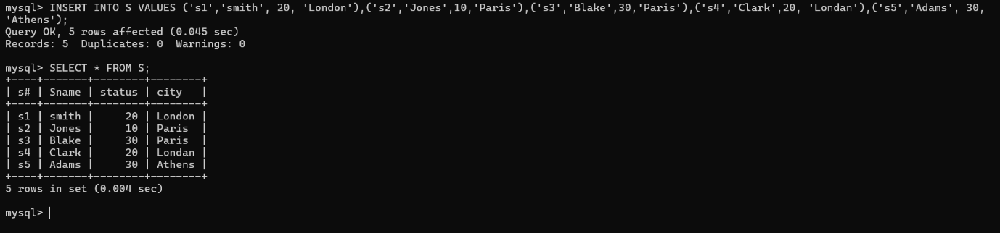 mysql> INSERT INTO S VALUES ('s1','smith', 20, 'London'),('s2','Jones',10,'Paris'),('s3','Blake',30,'Paris'),('s4','Clark',20, 'Londan'),('s5','Adams', 30,
'Athens');
Query OK, 5 rows affected (0.045 sec)
Records: 5  Duplicates: 0  Warnings: 0
mysql> SELECT * FROM S;
+----+-------+--------+--------+
| s# | Sname | status | city   |
+----+-------+--------+--------+
| s1 | smith |     20 | London |
| s2 | Jones |     10 | Paris  |
| s3 | Blake |     30 | Paris  |
| s4 | Clark |     20 | Londan |
| s5 | Adams |     30 | Athens |
+----+-------+--------+--------+
5 rows in set (0.004 sec)
mysql>